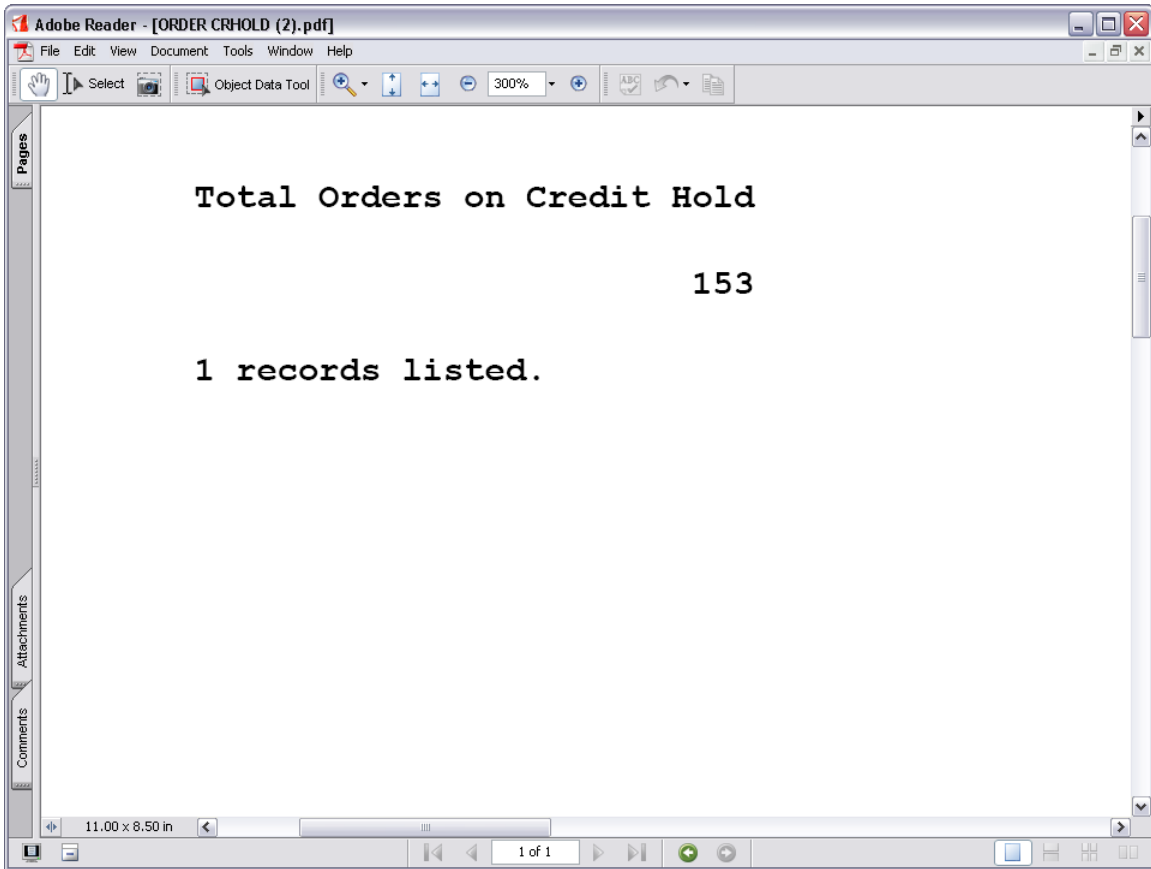 Adobe Reader - [ORDER CRHOLD (2).pdf]
File Edit View Document Tools Window Help
Select Object Data Tool 300% ABC
Pages
Total Orders on Credit Hold
153
1 records listed.
Attachments
Comments
11.00 x 8.50 in
1 of 1